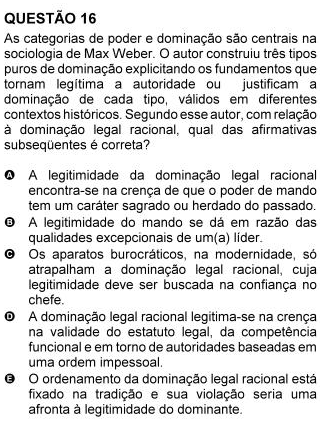 QUESTÃO 16
As categorias de poder e dominação são centrais na
sociologia de Max Weber. O autor construiu três tipos
puros de dominação explicitando os fundamentos que
tornam legítima a autoridade ou justificam a
dominação de cada tipo, válidos em diferentes
contextos históricos. Segundo esse autor, com relação
à dominação legal racional, qual das afirmativas
subseqüentes é correta?
A A legitimidade da dominação legal racional
encontra-se na crença de que o poder de mando
tem um caráter sagrado ou herdado do passado.
B A legitimidade do mando se dá em razão das
qualidades excepcionais de um(a) líder.
C Os aparatos burocráticos, na modernidade, só
atrapalham a dominação legal racional, cuja
legitimidade deve ser buscada na confiança no
chefe.
D A dominação legal racional legitima-se na crença
na validade do estatuto legal, da competência
funcional e em torno de autoridades baseadas em
uma ordem impessoal.
E O ordenamento da dominação legal racional está
fixado na tradição e sua violação seria uma
afronta à legitimidade do dominante.